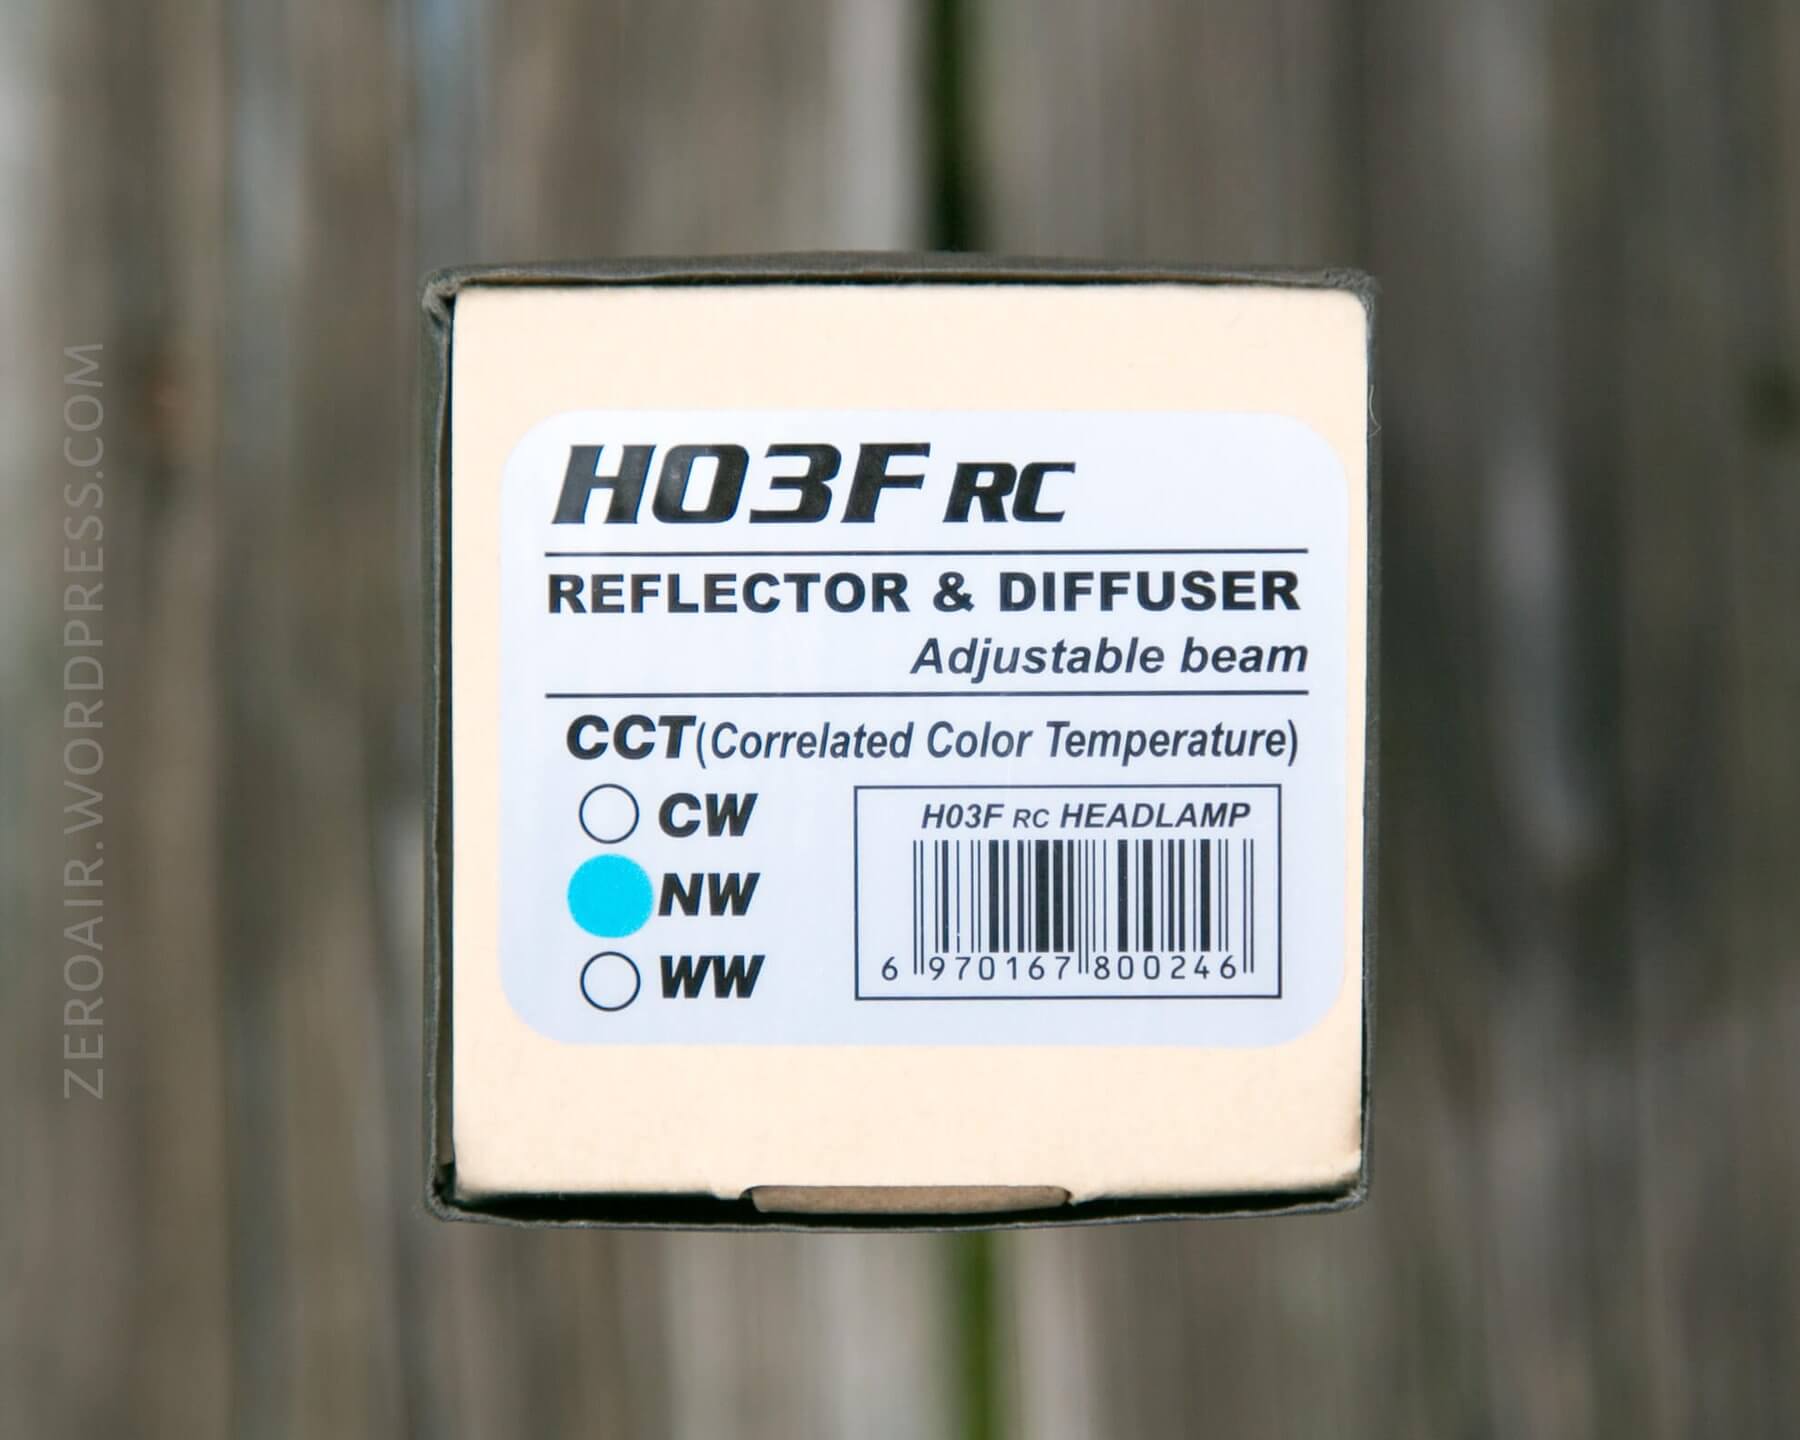 H03F RC
REFLECTOR & DIFFUSER
Adjustable beam
CCT(Correlated Color Temperature)
CW
NW
WW
H03F RC HEADLAMP
6 970167 800246
ZEROAIR.WORDPRESS.COM